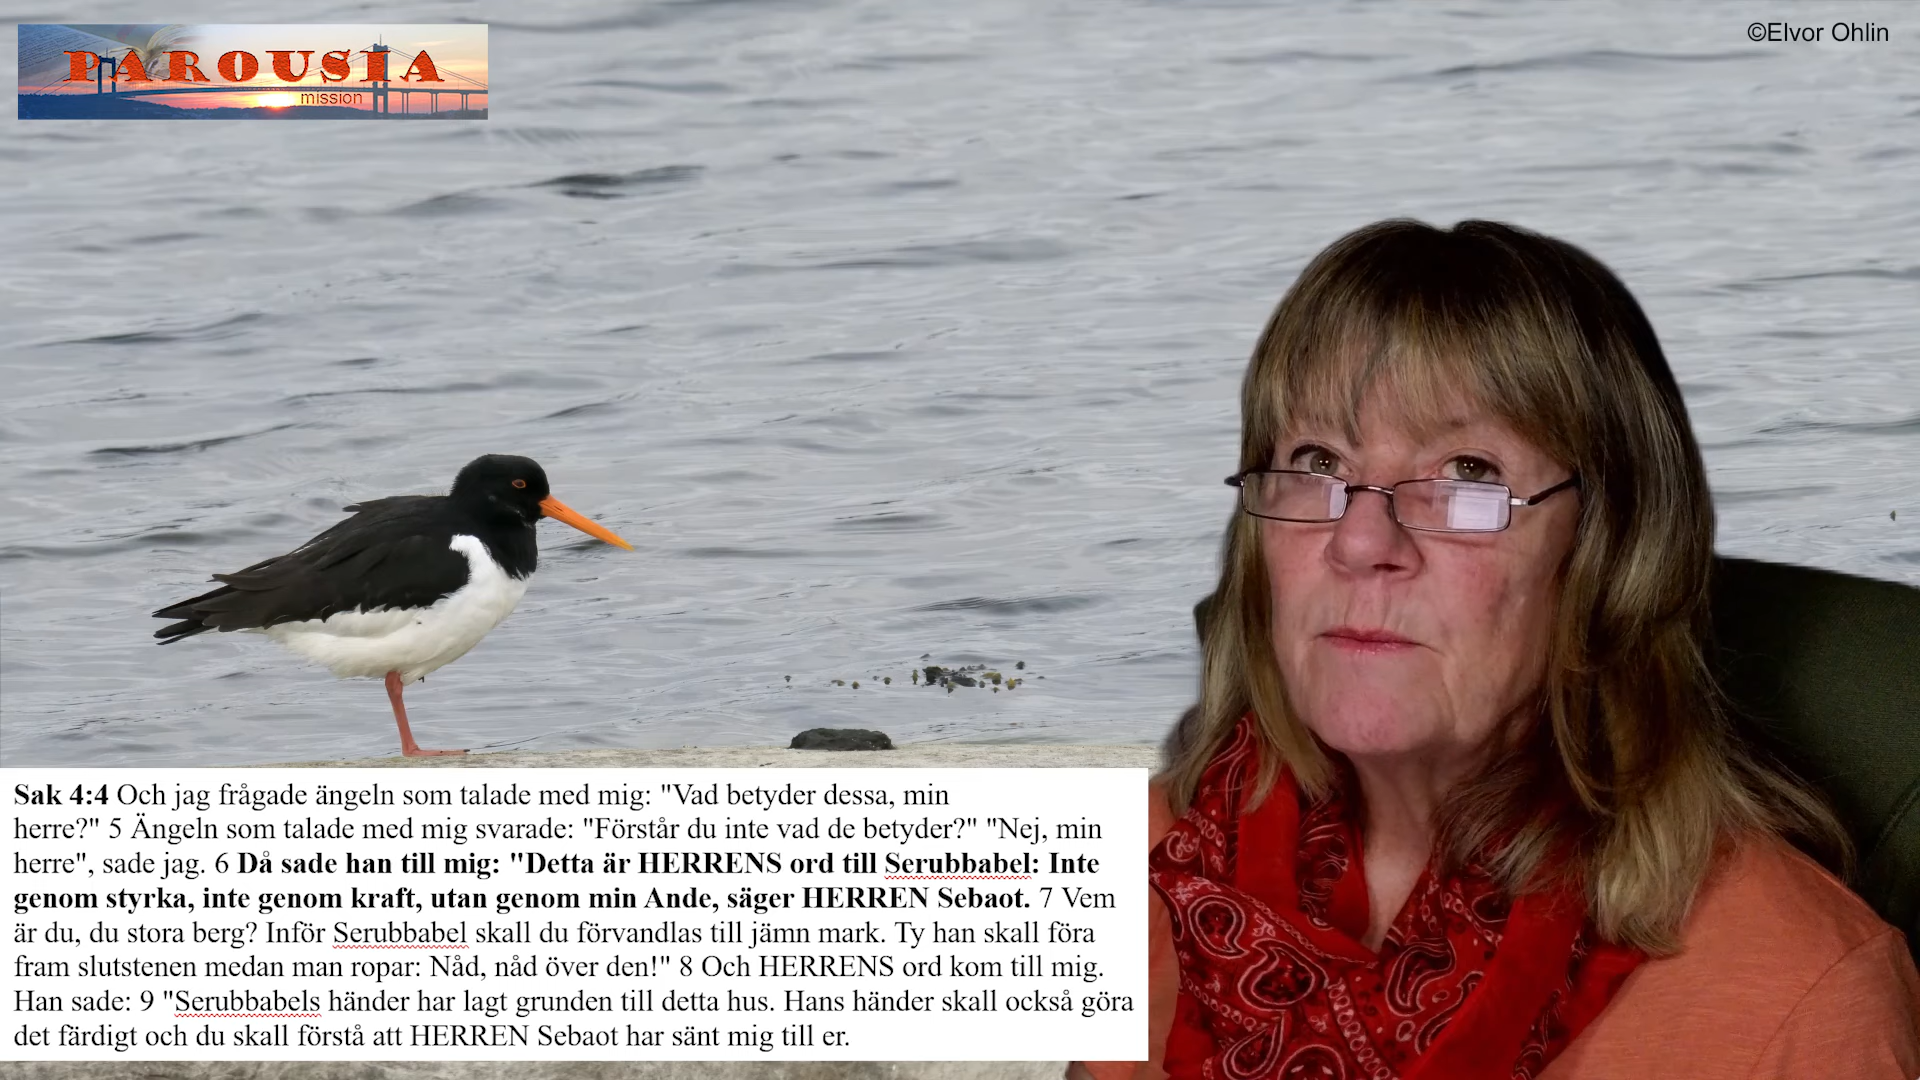 PAROUSIA
mission
©Elvor Ohlin
Sak 4:4 Och jag frågade ängeln som talade med mig: "Vad betyder dessa, min
herre?" 5 Ängeln som talade med mig svarade: "Förstår du inte vad de betyder?" "Nej, min
herre", sade jag. 6 Då sade han till mig: "Detta är HERRENS ord till Serubbabel: Inte
genom styrka, inte genom kraft, utan genom min Ande, säger HERREN Sebaot. 7 Vem
är du, du stora berg? Inför Serubbabel skall du förvandlas till jämn mark. Ty han skall föra
fram slutstenen medan man ropar: Nåd, nåd över den!" 8 Och HERRENS ord kom till mig.
Han sade: 9 "Serubbabels händer har lagt grunden till detta hus. Hans händer skall också göra
det färdigt och du skall förstå att HERREN Sebaot har sänt mig till er.